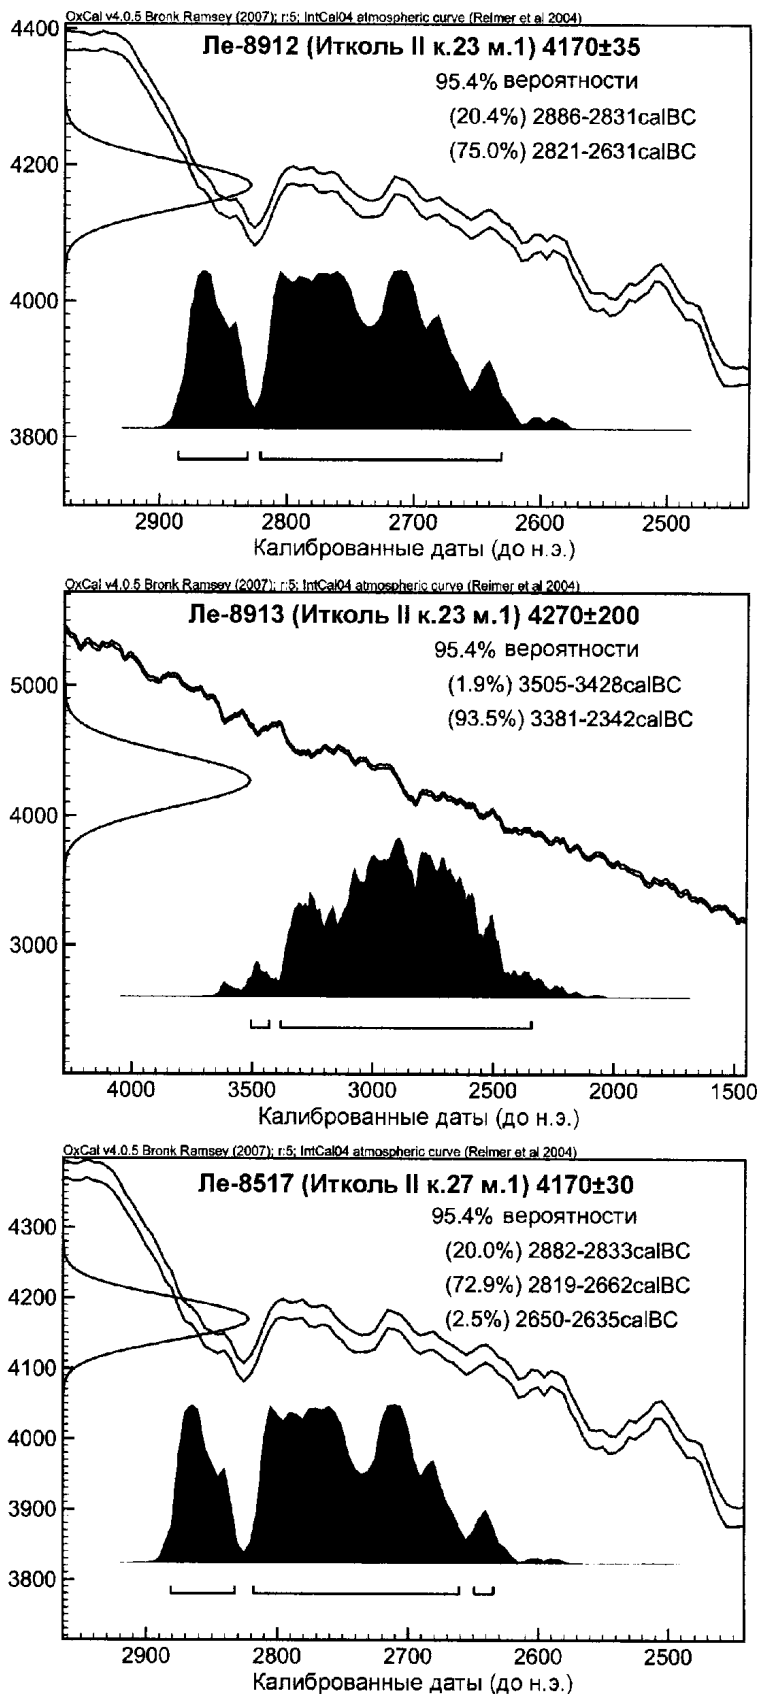 OxCal v4.0.5 Bronk Ramsey (2007); r:5; IntCal04 atmospheric curve (Reimer et al 2004)
Ле-8912 (Итколь II к.23 м.1) 4170±35
95.4% вероятности
(20.4%) 2886-2831calBC
(75.0%) 2821-2631calBC
4400
4200
4000
3800
2900 2800 2700 2600 2500
Калиброванные даты (до н.э.)
OxCal v4.0.5 Bronk Ramsey (2007); r:5; IntCal04 atmospheric curve (Reimer et al 2004)
Ле-8913 (Итколь II к.23 м.1) 4270±200
95.4% вероятности
(1.9%) 3505-3428calBC
(93.5%) 3381-2342calBC
5000
4000
3000
4000 3500 3000 2500 2000 1500
Калиброванные даты (до н.э.)
OxCal v4.0.5 Bronk Ramsey (2007); r:5; IntCal04 atmospheric curve (Reimer et al 2004)
Ле-8517 (Итколь II к.27 м.1) 4170±30
95.4% вероятности
(20.0%) 2882-2833calBC
(72.9%) 2819-2662calBC
(2.5%) 2650-2635calBC
4300
4200
4100
4000
3900
3800
2900 2800 2700 2600 2500
Калиброванные даты (до н.э.)